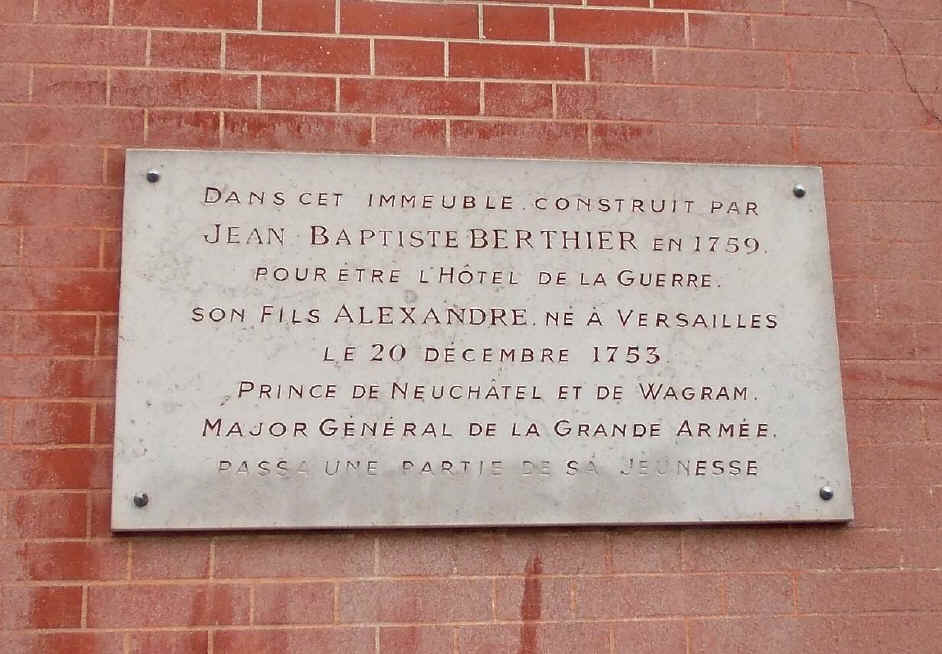 DANS CET IMMEUBLE.CONSTRUIT PAR
JEAN BAPTISTE BERTHIER EN 1759.
POUR ÊTRE L'HÔTEL DE LA GUERRE.
SON FILS ALEXANDRE.NÉ À VERSAILLES
LE 20 DÉCEMBRE 1753
PRINCE DE NEUCHÂTEL ET DE WAGRAM.
MAJOR GÉNÉRAL DE LA GRANDE ARMÉE.
PASSA UNE PARTIE DE SA JEUNESSE